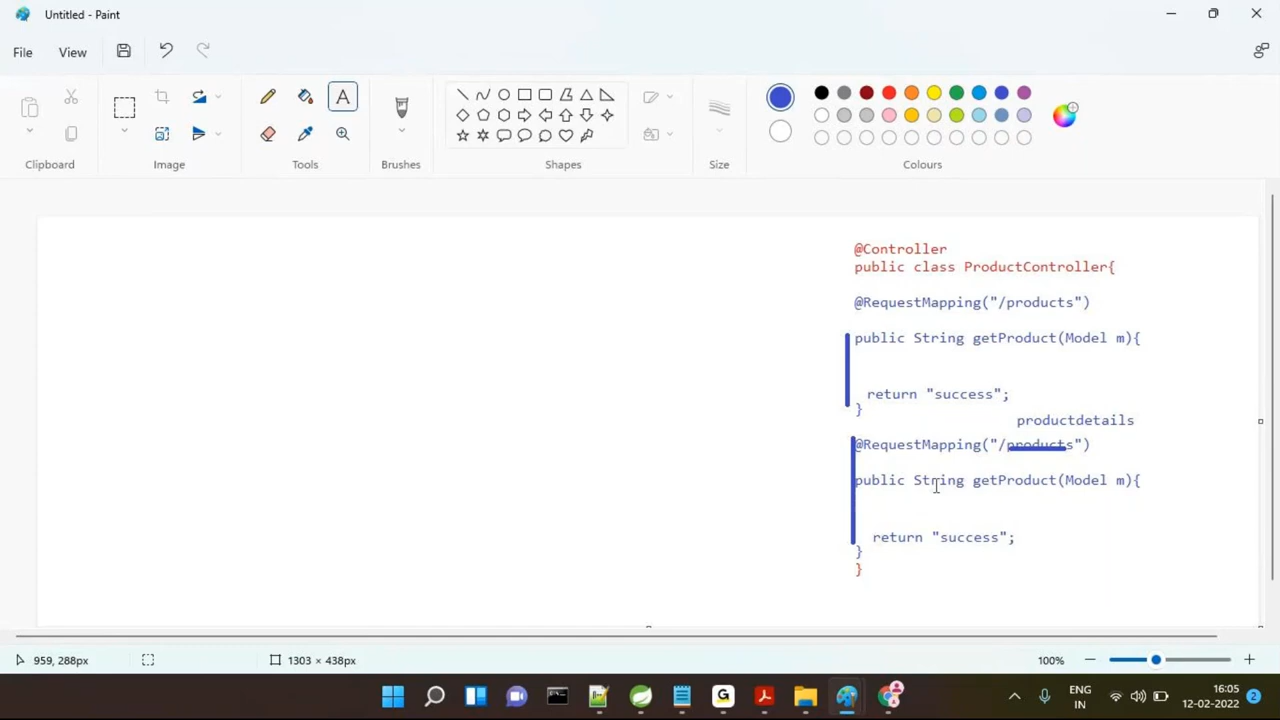 Untitled - Paint
File View
Clipboard Image Tools Brushes Shapes Size Colours
@Controller
public class ProductController{
@RequestMapping("/products")
public String getProduct(Model m){
return "success";
}
productdetails
@RequestMapping("/products")
public String getProduct(Model m){
return "success";
}
}
959, 288px 1303 × 438px 100%
ENG 16:05
IN 12-02-2022 2